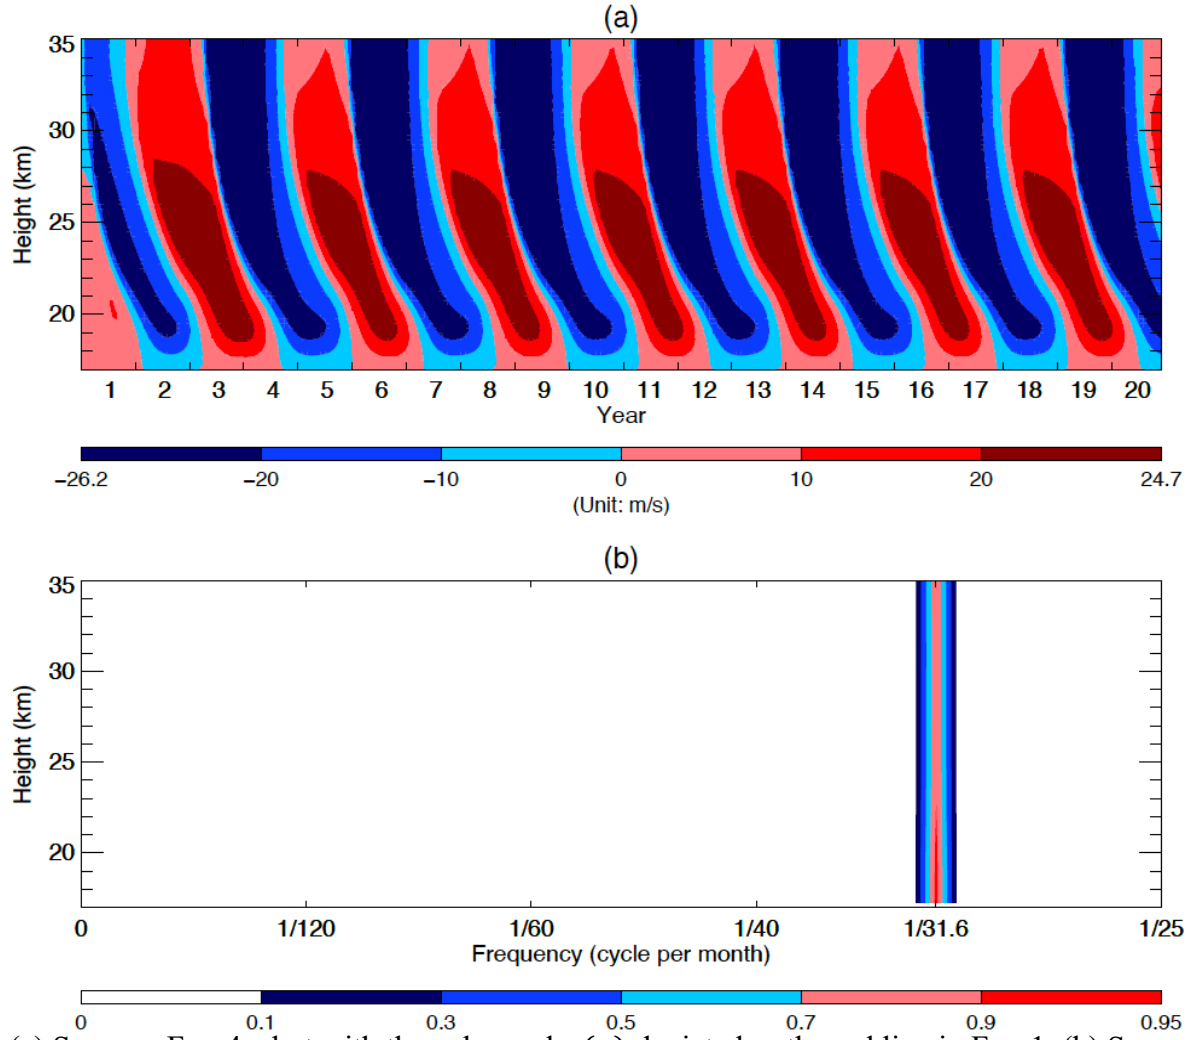 (a)
35
30
25
20
Height (km)
1 2 3 4 5 6 7 8 9 10 11 12 13 14 15 16 17 18 19 20
Year
−26.2 −20 −10 0 10 20 24.7
(Unit: m/s)
(b)
35
30
25
20
Height (km)
0 1/120 1/60 1/40 1/31.6 1/25
Frequency (cycle per month)
0 0.1 0.3 0.5 0.7 0.9 0.95